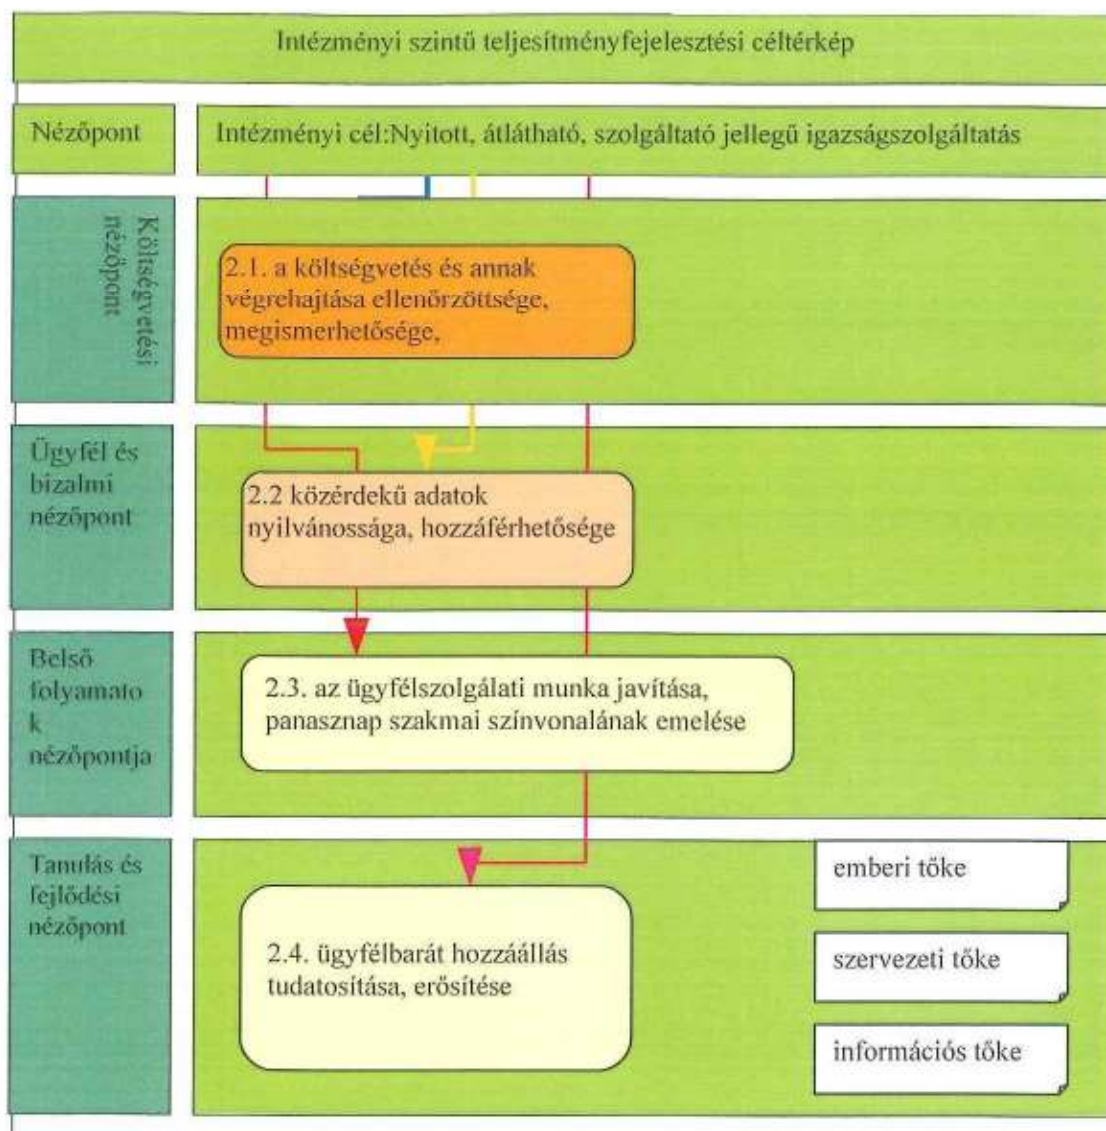 Intézményi szintű teljesítményfejelesztési céltérkép
Nézőpont
Intézményi cél:Nyitott, átlátható, szolgáltató jellegű igazságszolgáltatás
Költségvetési
nézőpont
2.1. a költségvetés és annak
végrehajtása ellenőrzöttsége,
megismerhetősége,
Ügyfél és
bizalmi
nézőpont
2.2 közérdekű adatok
nyilvánossága, hozzáférhetősége
Belső
folyamato
k
nézőpontja
2.3. az ügyfélszolgálati munka javítása,
panasznap szakmai színvonalának emelése
Tanulás és
fejlődési
nézőpont
2.4. ügyfélbarát hozzáállás
tudatosítása, erősítése
emberi tőke
szervezeti tőke
információs tőke